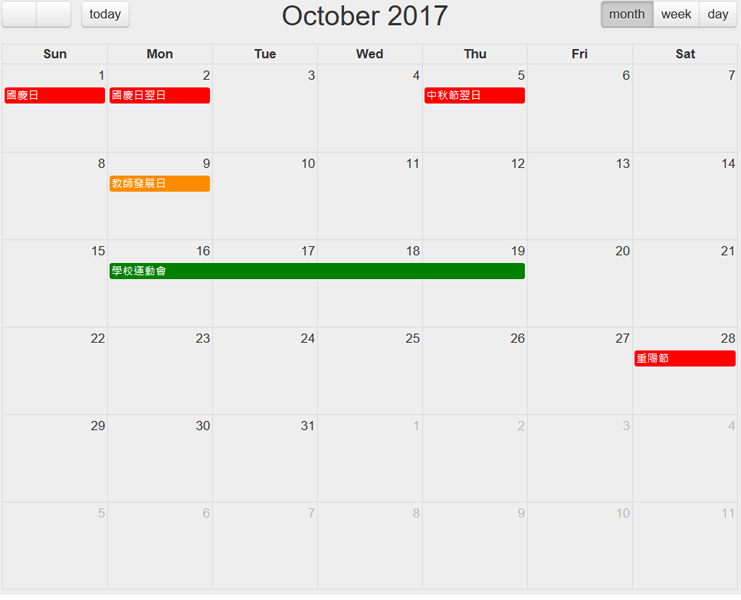 today
October 2017
month week day
Sun Mon Tue Wed Thu Fri Sat
1 2 3 4 5 6 7
國慶日 國慶日翌日 中秋節翌日
8 9 10 11 12 13 14
教師發展日
15 16 17 18 19 20 21
學校運動會
22 23 24 25 26 27 28
重陽節
29 30 31 1 2 3 4
5 6 7 8 9 10 11